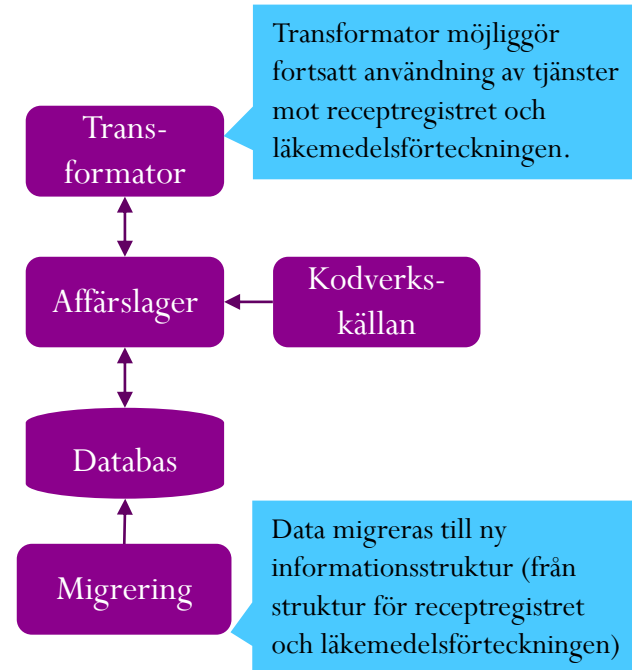 Transformator möjliggör
fortsatt användning av tjänster
mot receptregistret och
läkemedelsförteckningen.
Trans-
formator
Affärslager
Kodverks-
källan
Databas
Migrering
Data migreras till ny
informationsstruktur (från
struktur för receptregistret
och läkemedelsförteckningen)